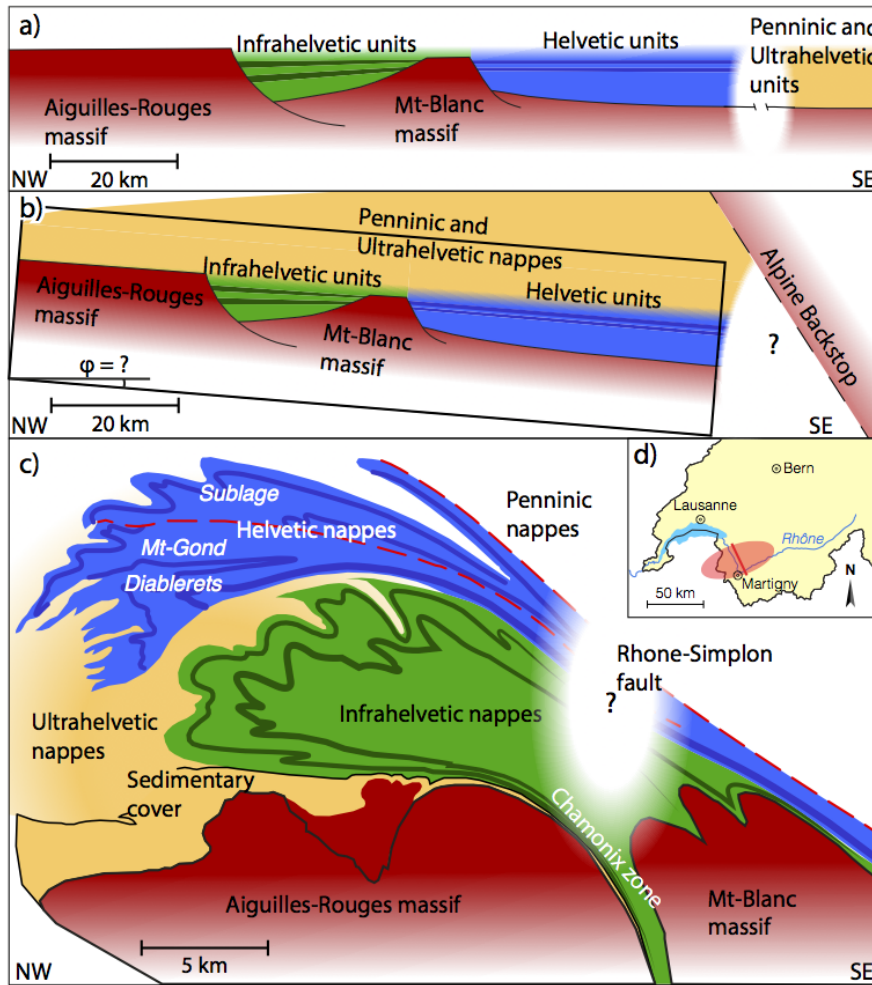 a)
Infrahelvetic units
Helvetic units
Penninic and
Ultrahelvetic
units
Aiguilles-Rouges
massif
Mt-Blanc
massif
20 km
NW
SE
b)
Penninic and
Ultrahelvetic nappes
Infrahelvetic units
Helvetic units
Aiguilles-Rouges
massif
Mt-Blanc
massif
Alpine Backstop
?
φ = ?
20 km
NW
SE
c)
Sublage
Helvetic nappes
Mt-Gond
Diablerets
Penninic
nappes
Rhone-Simplon
fault
?
Infrahelvetic nappes
Ultrahelvetic
nappes
Sedimentary
cover
Chamonix zone
Aiguilles-Rouges massif
Mt-Blanc
massif
5 km
NW
SE
d)
Bern
Lausanne
Rhône
Martigny
50 km
N